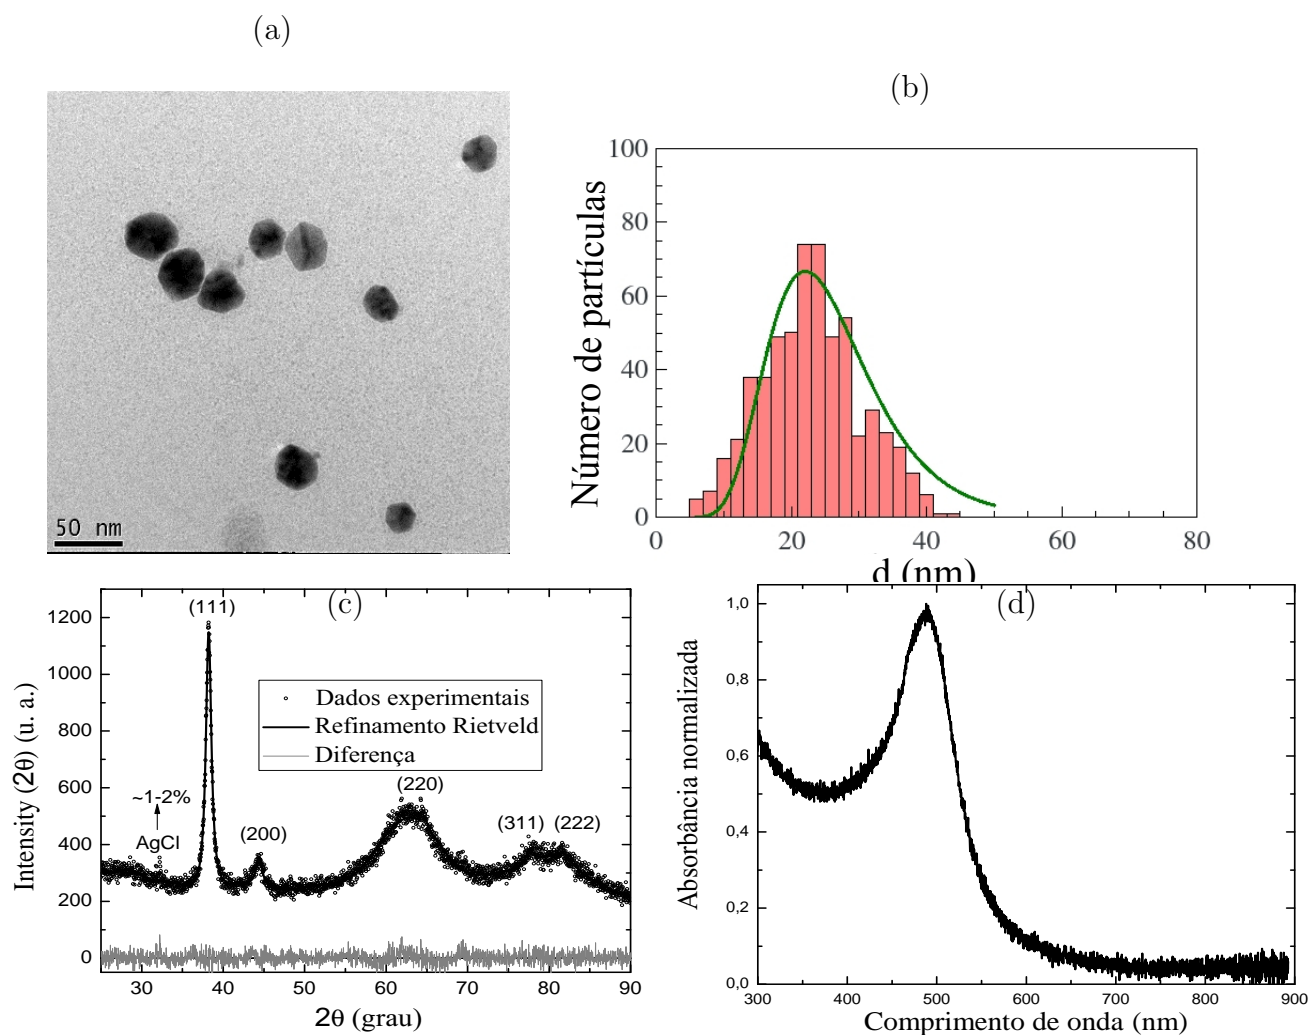 (a)
50 nm
(b)
Número de partículas
100
80
60
40
20
0
0 20 40 60 80
d (nm)
(c)
Intensity (2θ) (u. a.)
1200
1000
800
600
400
200
0
(111)
Dados experimentais
Refinamento Rietveld
Diferença
~1-2%
AgCl
(200)
(220)
(311) (222)
30 40 50 60 70 80 90
2θ (grau)
(d)
Absorbância normalizada
1,0
0,8
0,6
0,4
0,2
0,0
300 400 500 600 700 800 900
Comprimento de onda (nm)